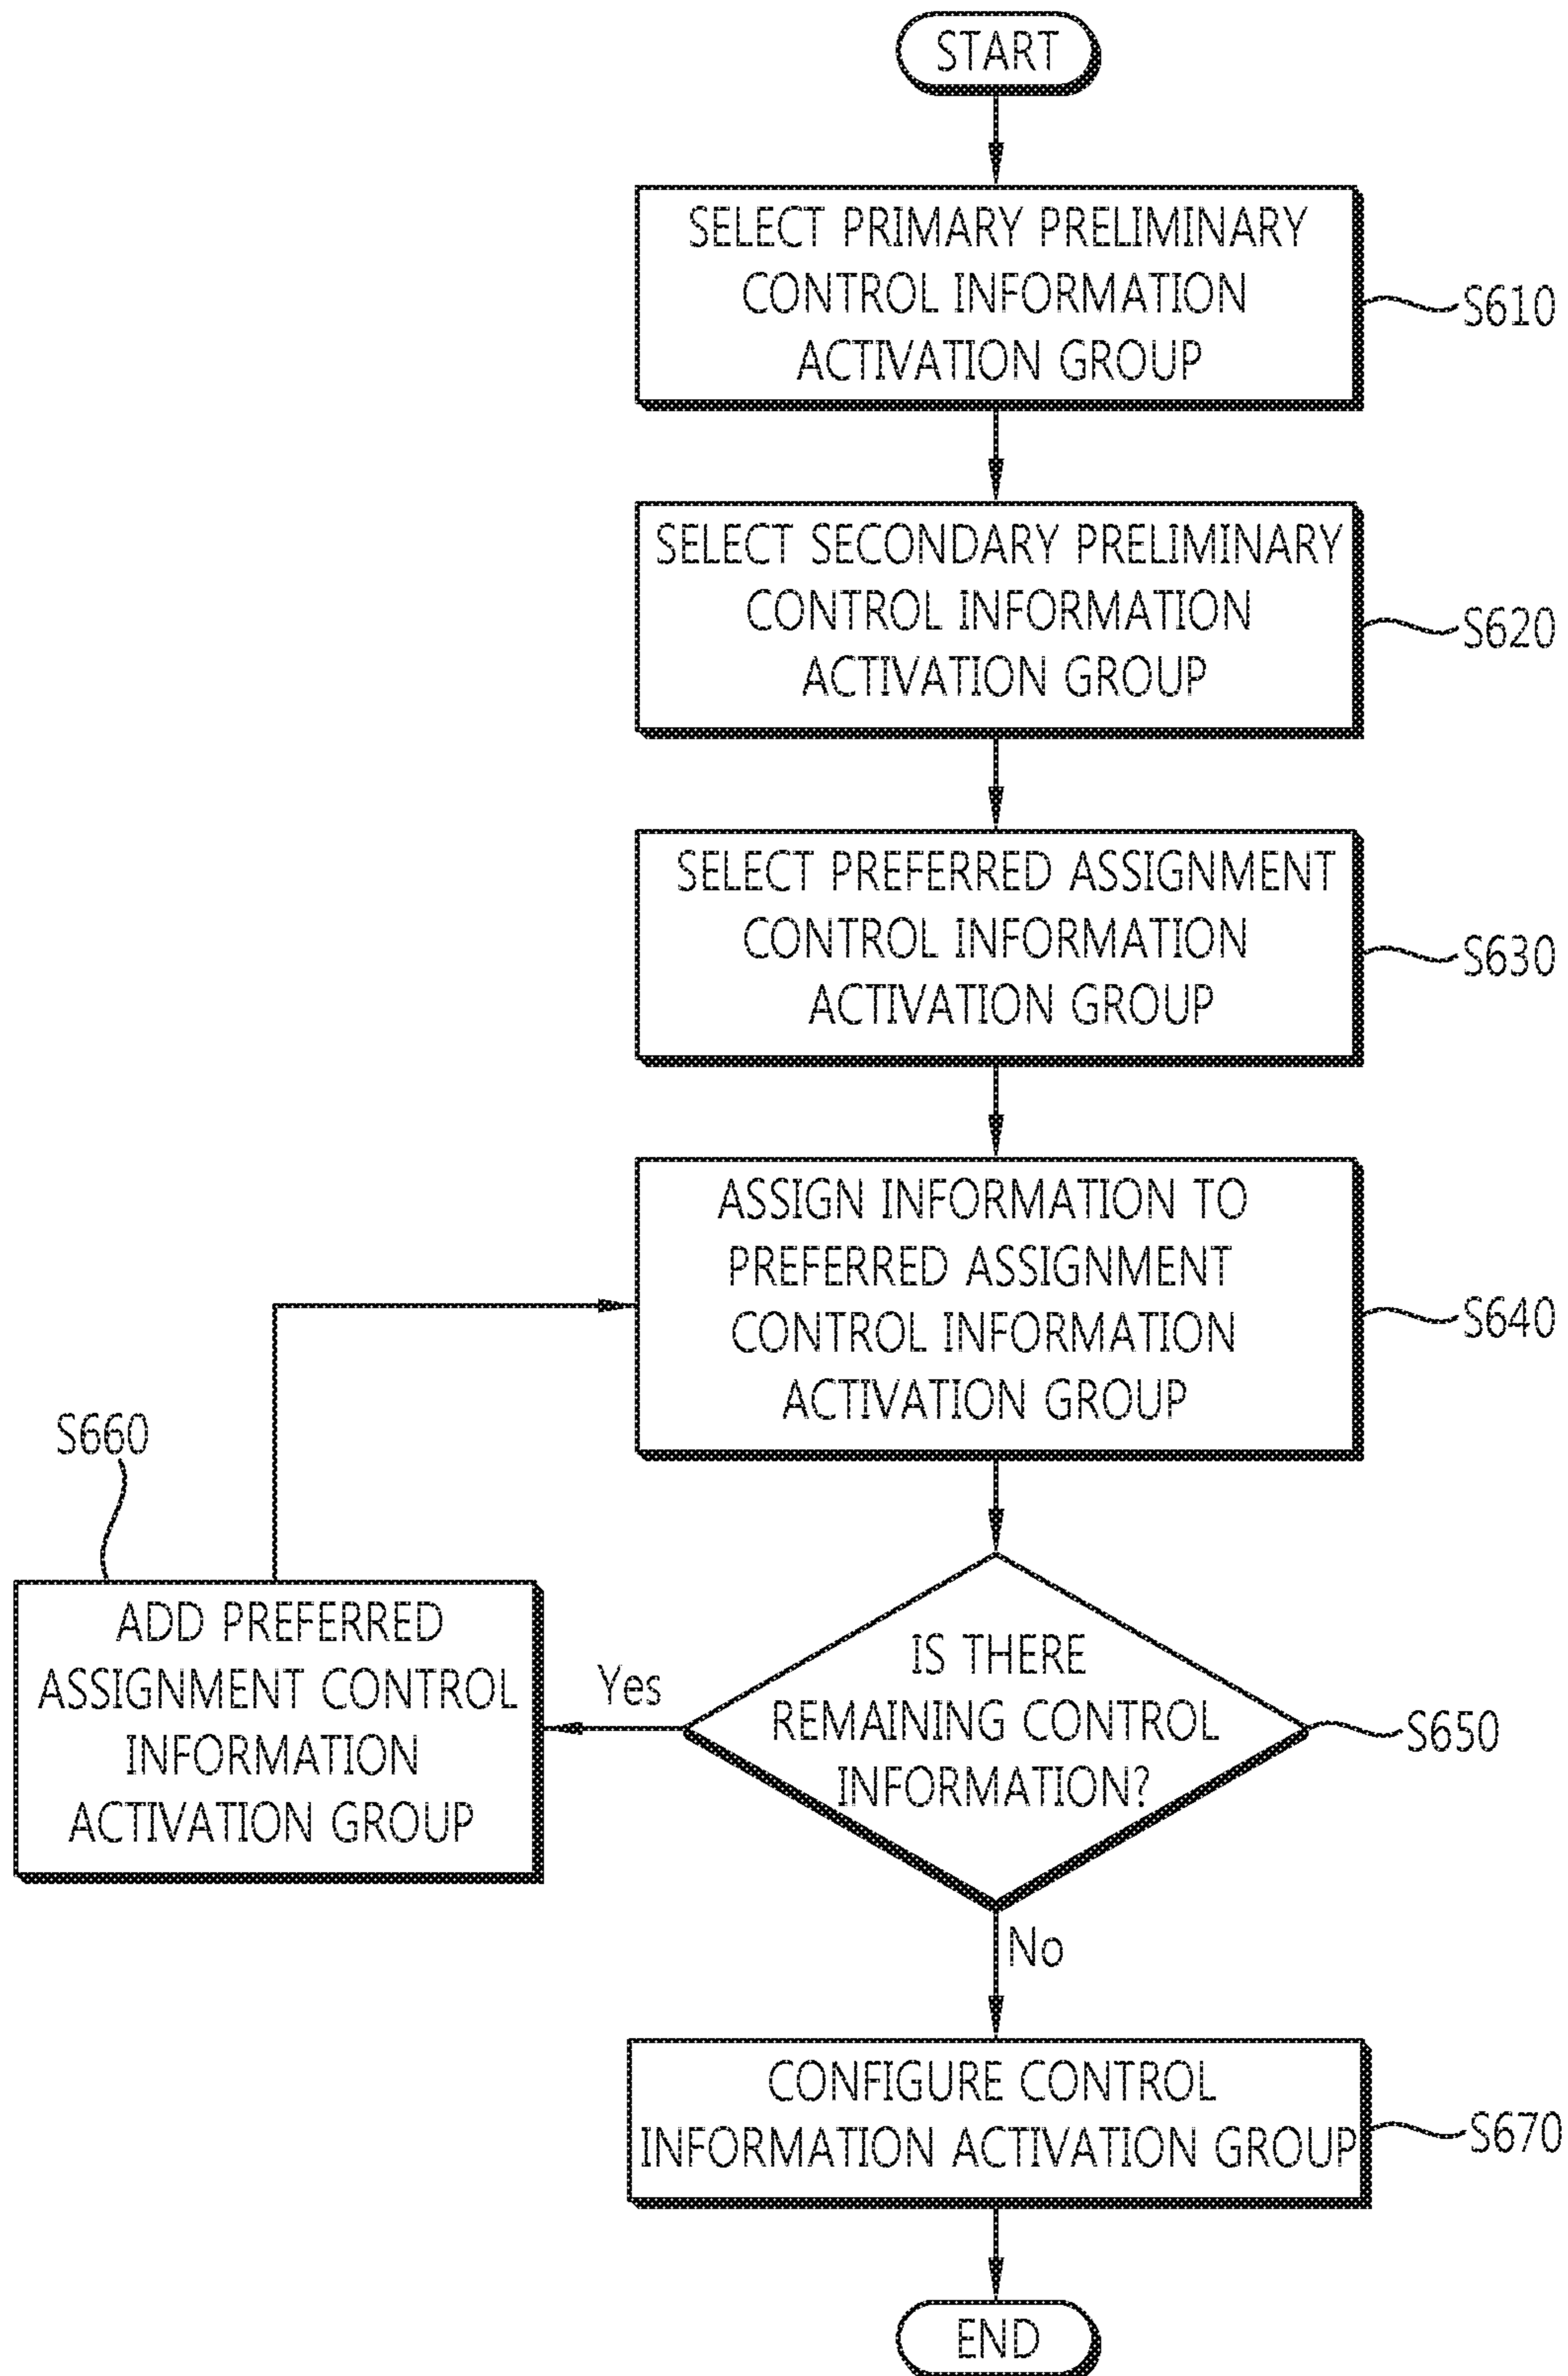 START
SELECT PRIMARY PRELIMINARY
CONTROL INFORMATION
ACTIVATION GROUP
S610
SELECT SECONDARY PRELIMINARY
CONTROL INFORMATION
ACTIVATION GROUP
S620
SELECT PREFERRED ASSIGNMENT
CONTROL INFORMATION
ACTIVATION GROUP
S630
ASSIGN INFORMATION TO
PREFERRED ASSIGNMENT
CONTROL INFORMATION
ACTIVATION GROUP
S640
S660
ADD PREFERRED
ASSIGNMENT CONTROL
INFORMATION
ACTIVATION GROUP
Yes
IS THERE
REMAINING CONTROL
INFORMATION?
S650
No
CONFIGURE CONTROL
INFORMATION ACTIVATION GROUP
S670
END